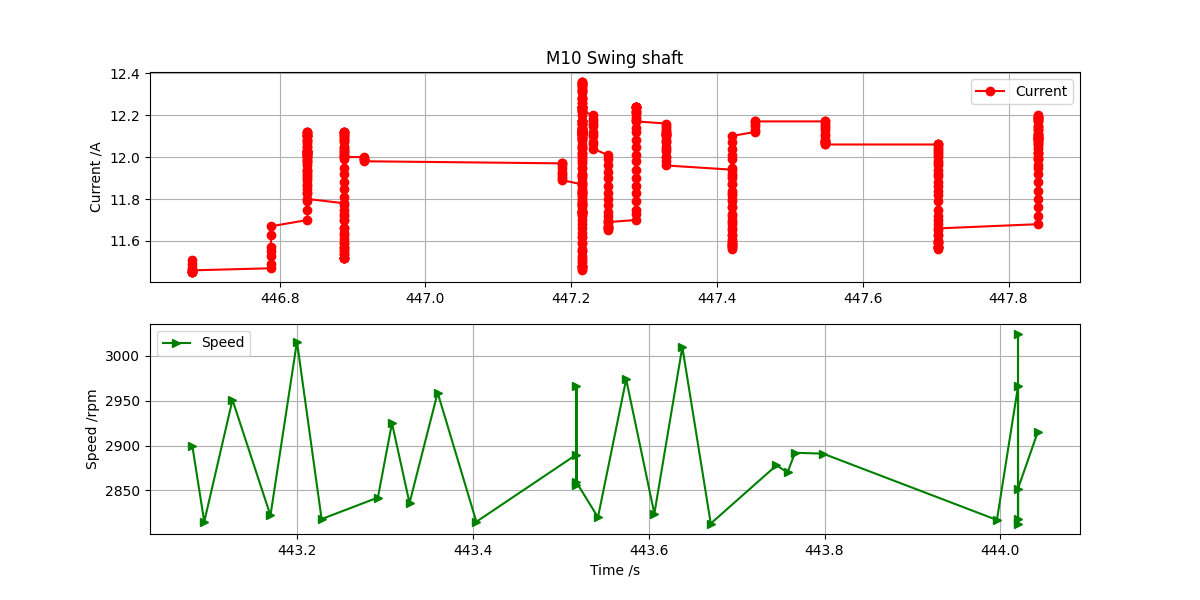 M10 Swing shaft
12.4
12.2
12.0
11.8
11.6
Current /A
Current
446.8 447.0 447.2 447.4 447.6 447.8
Speed
3000
2950
2900
2850
Speed /rpm
443.2 443.4 443.6 443.8 444.0
Time /s